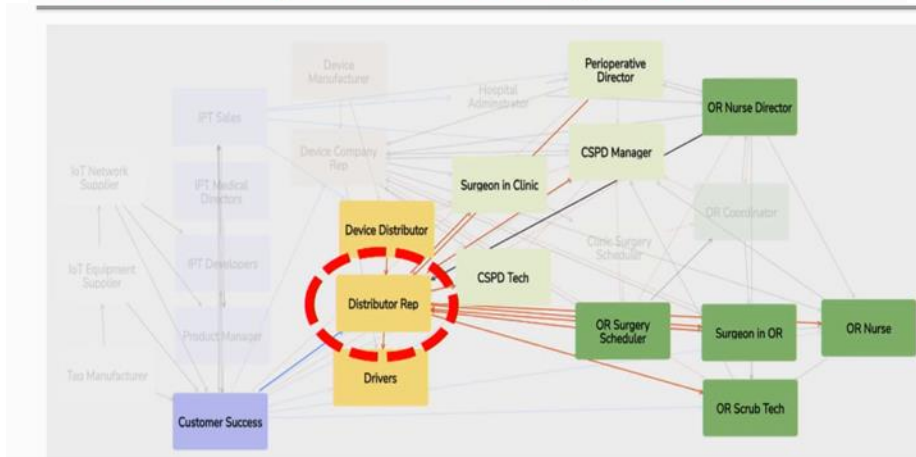 Device
Manufacturer
Perioperative
Director
Hospital
Adminstrator
OR Nurse Director
IPT Sales
Device Company
Rep
CSPD Manager
IoT Network
Supplier
IPT Medical
Directors
Surgeon in Clinic
OR Coordinator
Device Distributor
Clinic Surgery
Scheduler
IoT Equipment
Supplier
IPT Developers
CSPD Tech
Distributor Rep
Product Manager
OR Surgery
Scheduler
Surgeon in OR
OR Nurse
Tag Manufacturer
Drivers
OR Scrub Tech
Customer Success